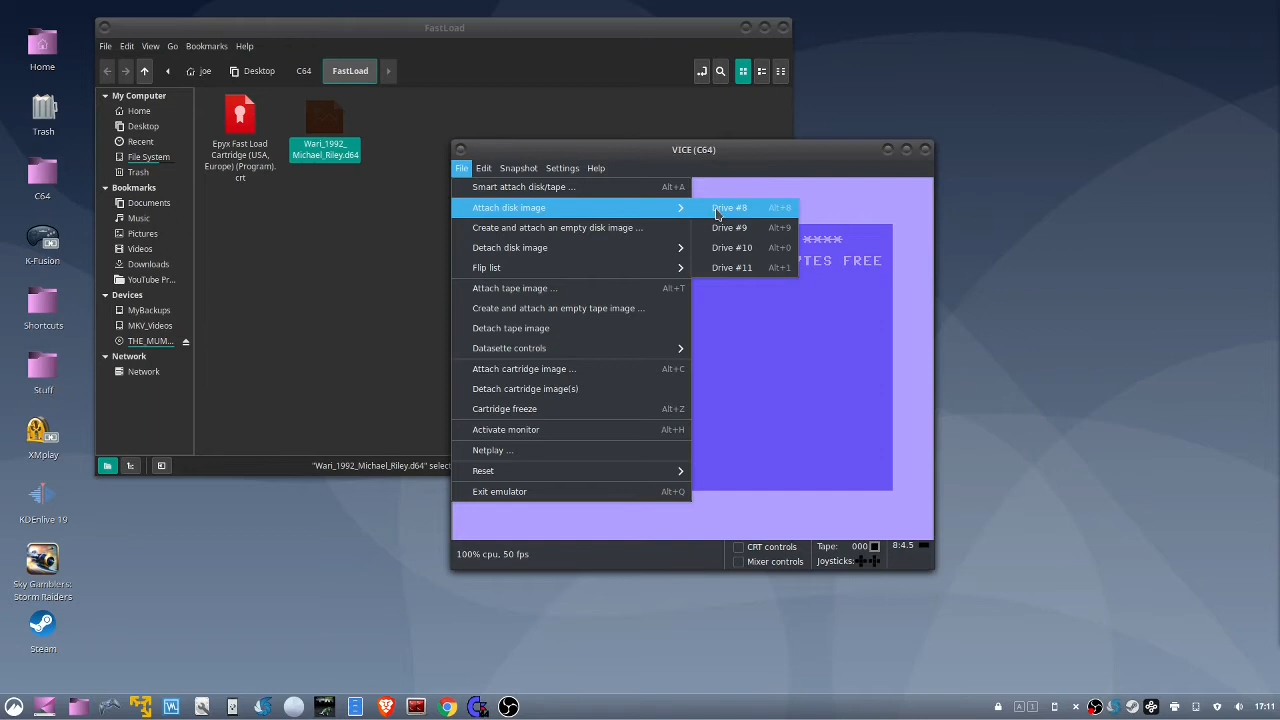 FastLoad
File Edit View Go Bookmarks Help
joe Desktop C64 FastLoad
My Computer
Home
Desktop
Recent
File System
Trash
Bookmarks
Documents
Music
Pictures
Videos
Downloads
YouTube Pr...
Devices
MyBackups
MKV_Videos
THE_MUM...
Network
Network
Epyx Fast Load
Cartridge (USA,
Europe) (Program).
crt
Wari_1992_
Michael_Riley.d64
"Wari_1992_Michael_Riley.d64" select
VICE (C64)
File Edit Snapshot Settings Help
Smart attach disk/tape ... Alt+A
Attach disk image
Create and attach an empty disk image ...
Detach disk image
Flip list
Attach tape image ... Alt+T
Create and attach an empty tape image ...
Detach tape image
Datasette controls
Attach cartridge image ... Alt+C
Detach cartridge image(s)
Cartridge freeze Alt+Z
Activate monitor Alt+H
Netplay ...
Reset
Exit emulator Alt+Q
Drive #8 Alt+8
Drive #9 Alt+9
Drive #10 Alt+0
Drive #11 Alt+1
****
YTES FREE
100% cpu, 50 fps
CRT controls
Mixer controls
Tape: 000
Joysticks:
8:4.5
Home
Trash
C64
K-Fusion
Shortcuts
Stuff
XMplay
KDEnlive 19
Sky Gamblers:
Storm Raiders
Steam
17:11